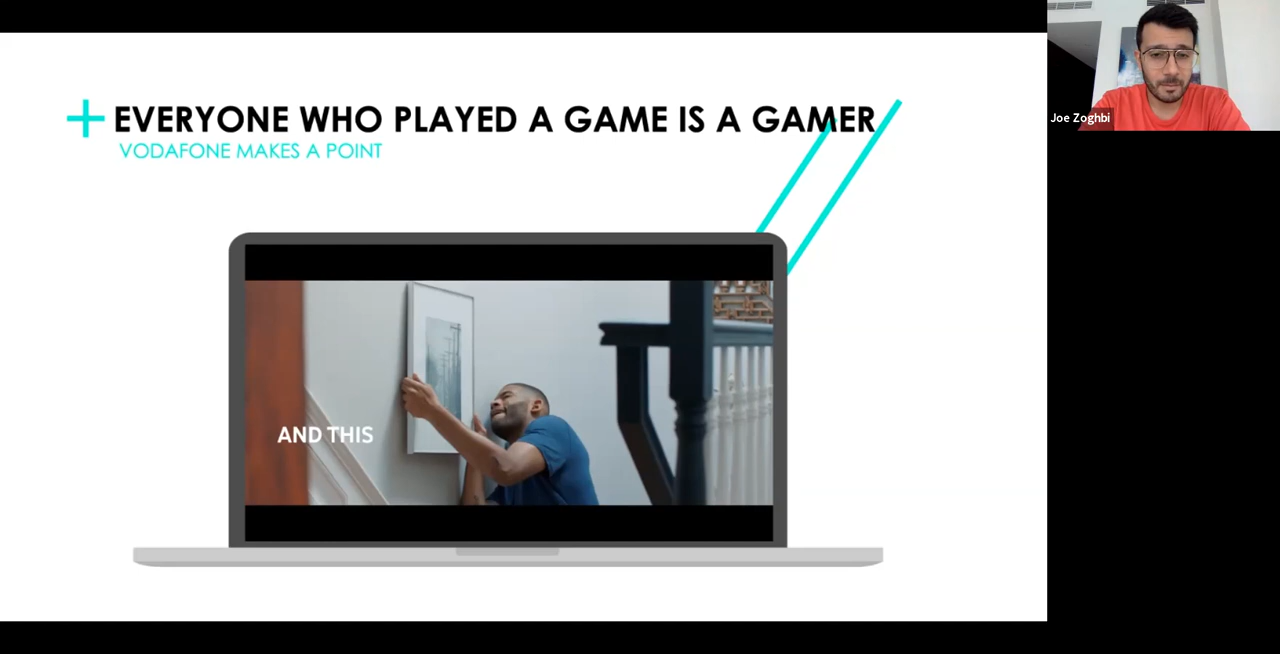 EVERYONE WHO PLAYED A GAME IS A GAMER
VODAFONE MAKES A POINT
AND THIS
Joe Zoghbi